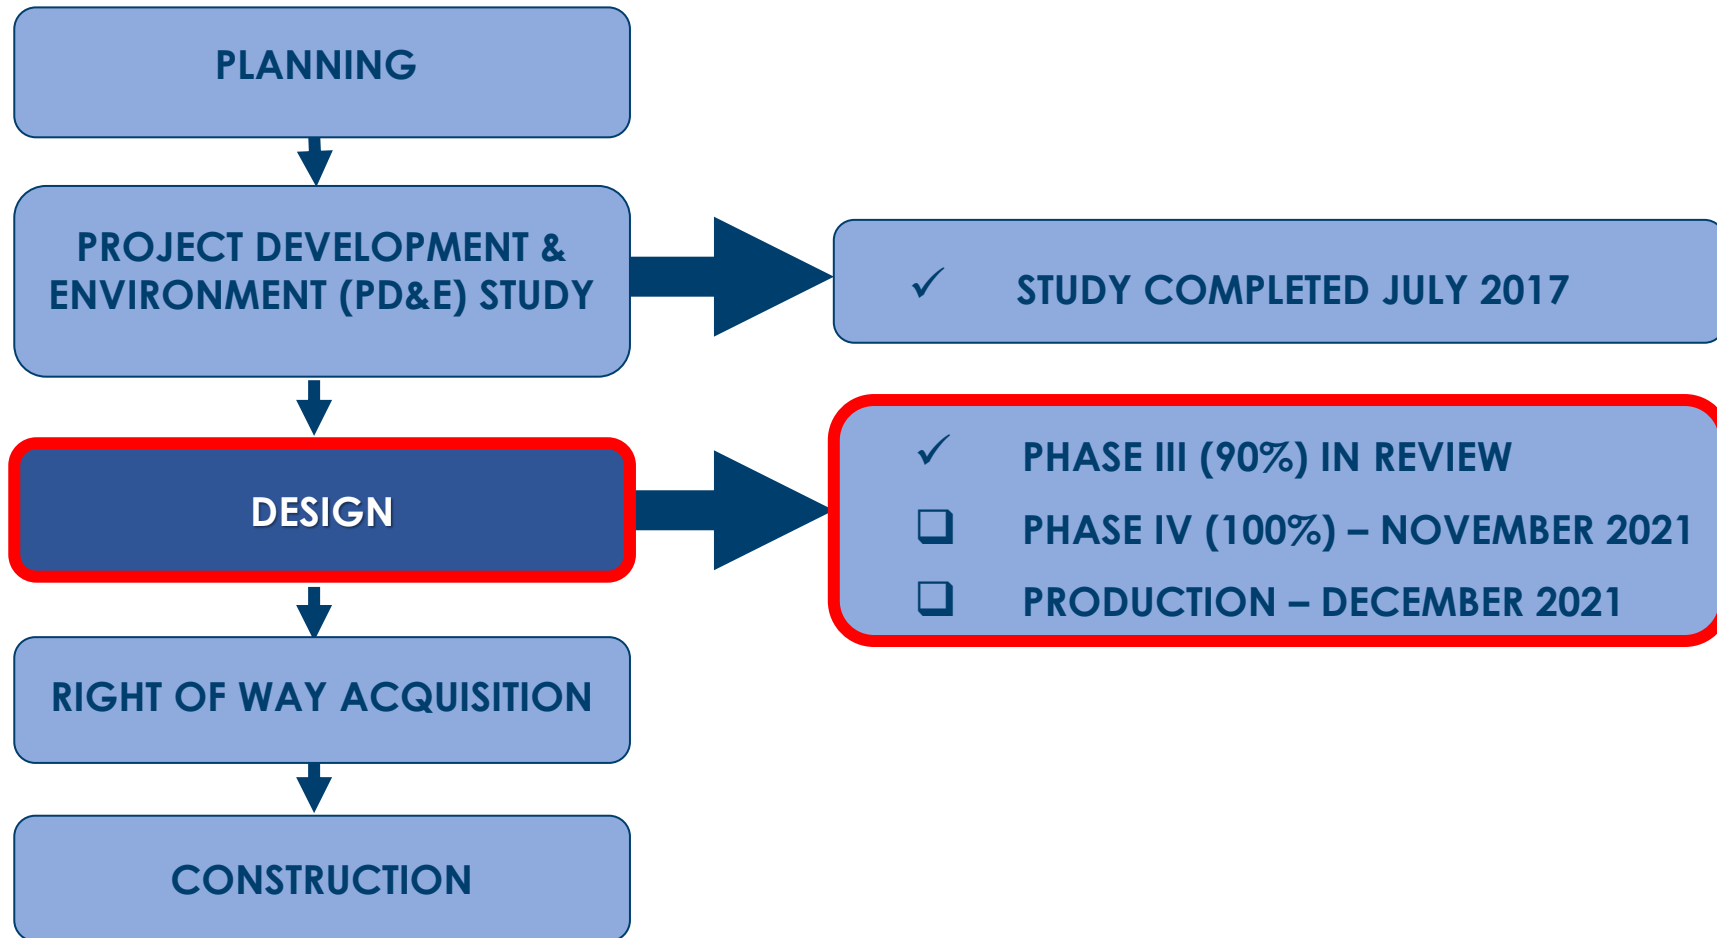 PLANNING
PROJECT DEVELOPMENT &
ENVIRONMENT (PD&E) STUDY
✓ STUDY COMPLETED JULY 2017
DESIGN
✓ PHASE III (90%) IN REVIEW
❑ PHASE IV (100%) – NOVEMBER 2021
❑ PRODUCTION – DECEMBER 2021
RIGHT OF WAY ACQUISITION
CONSTRUCTION